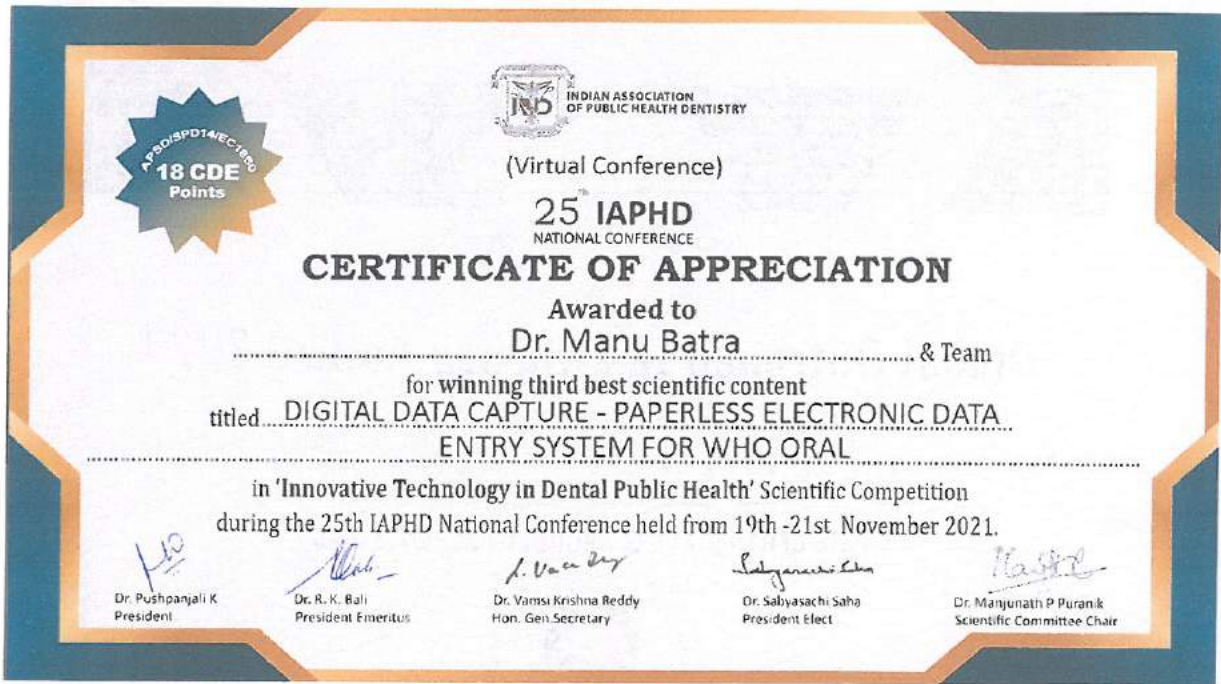 INDIAN ASSOCIATION
OF PUBLIC HEALTH DENTISTRY
(Virtual Conference)
APSD/SPD14/EC1860
18 CDE
Points
25th IAPHD
NATIONAL CONFERENCE
CERTIFICATE OF APPRECIATION
Awarded to
Dr. Manu Batra & Team
for winning third best scientific content
titled DIGITAL DATA CAPTURE - PAPERLESS ELECTRONIC DATA
ENTRY SYSTEM FOR WHO ORAL
in 'Innovative Technology in Dental Public Health' Scientific Competition
during the 25th IAPHD National Conference held from 19th -21st November 2021.
Dr. Pushpanjali K
President
Dr. R. K. Bali
President Emeritus
Dr. Vamsi Krishna Reddy
Hon. Gen.Secretary
Dr. Sabyasachi Saha
President Elect
Dr. Manjunath P Puranik
Scientific Committee Chair